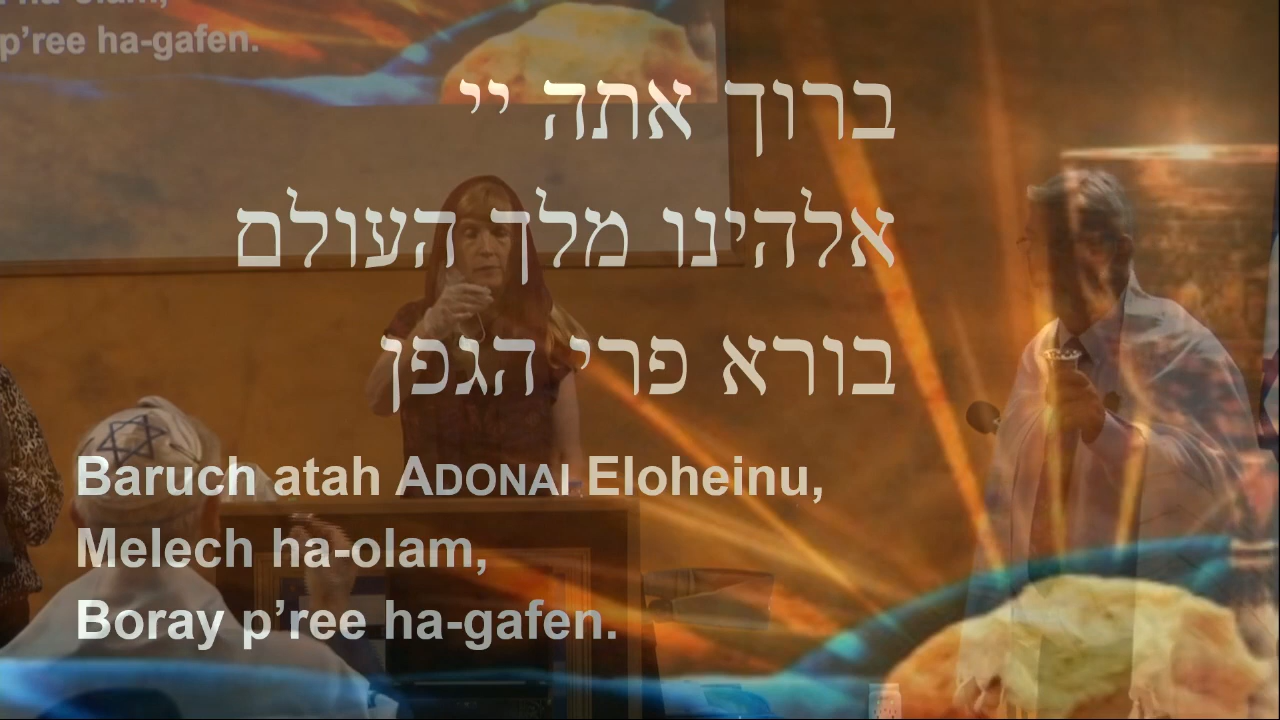 ha-olam,
p’ree ha-gafen.
ברוך אתה יי
אלהינו מלך העולם
בורא פרי הגפן
Baruch atah ADONAI Eloheinu,
Melech ha-olam,
Boray p’ree ha-gafen.